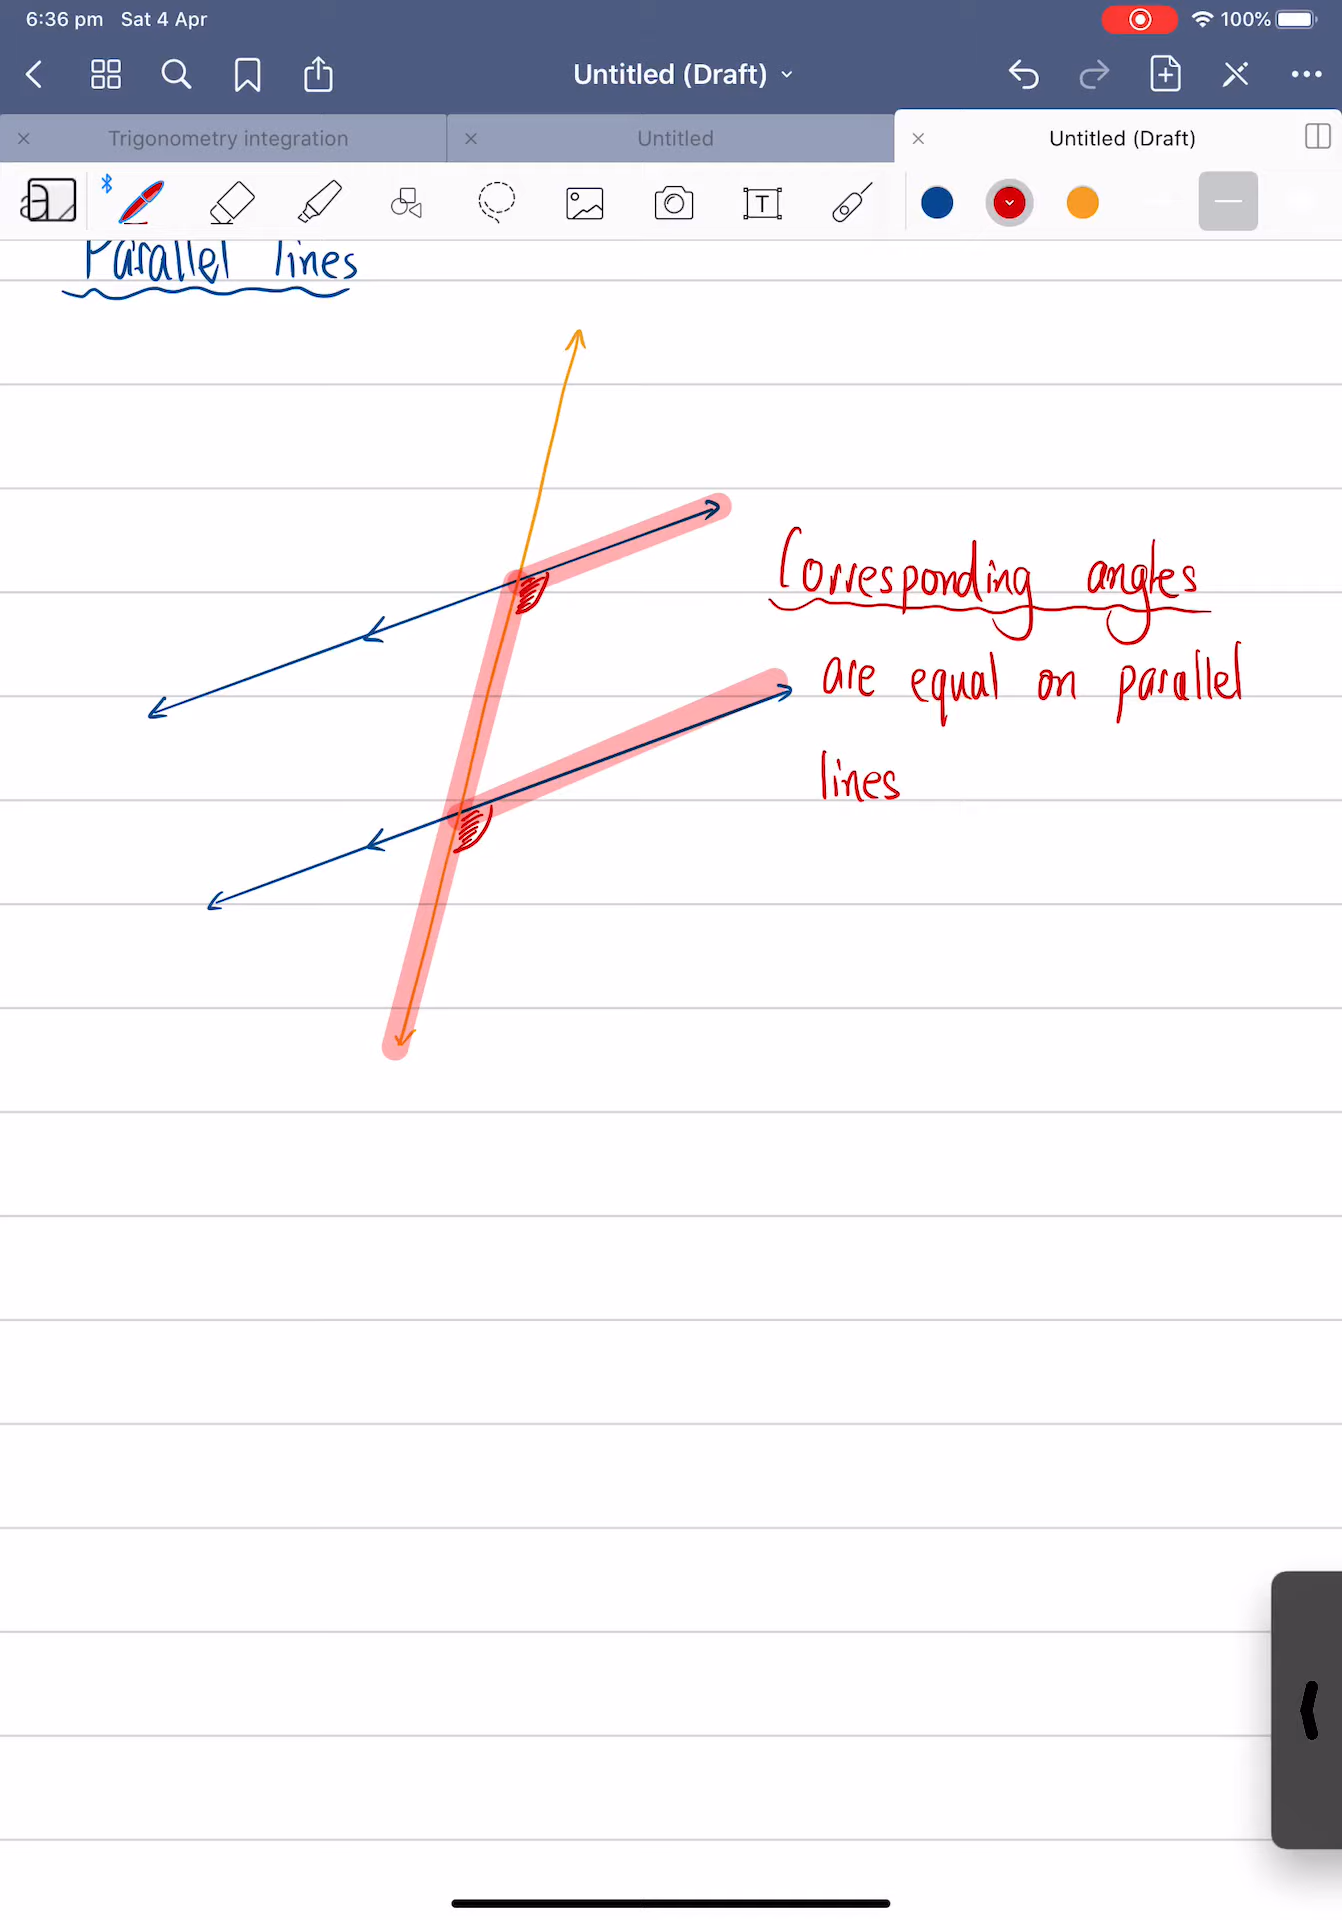 6:36 pm Sat 4 Apr
100%
Untitled (Draft)
Trigonometry integration
Untitled
Untitled (Draft)
Parallel lines
Corresponding angles
are equal on parallel
lines